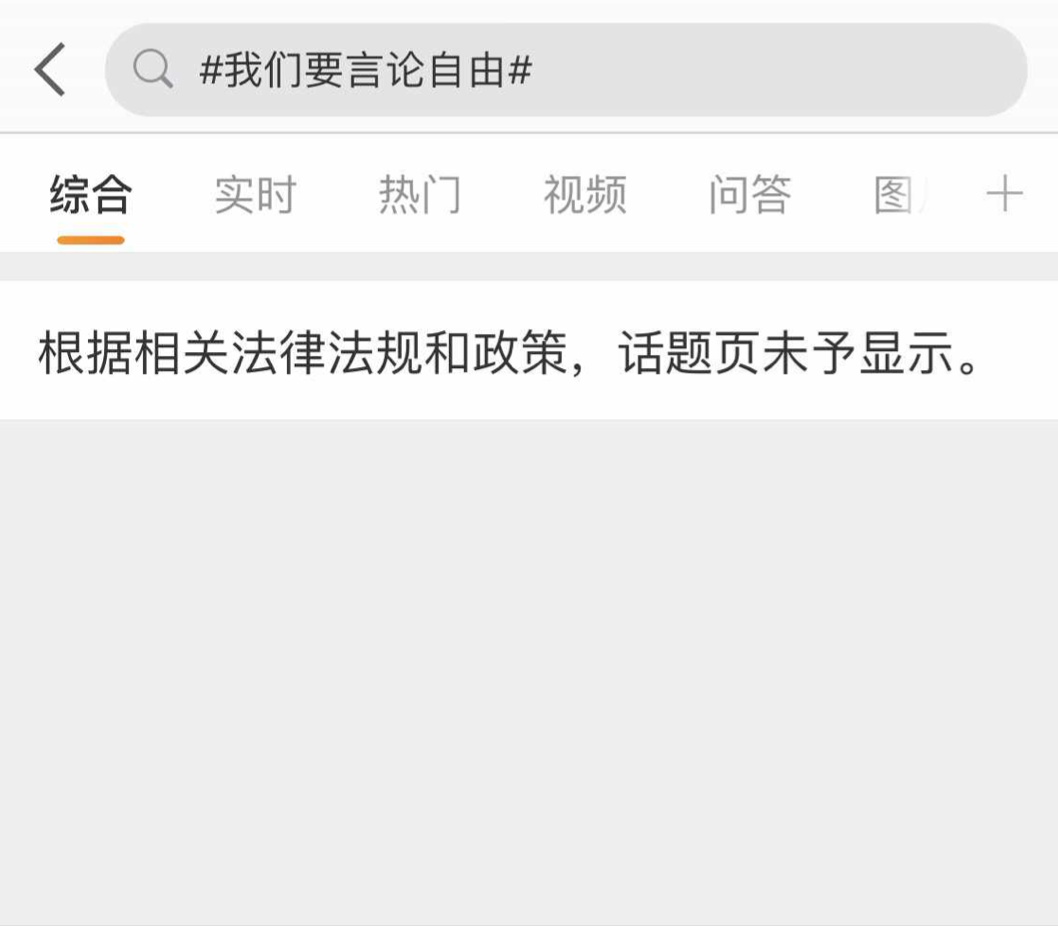 #我们要言论自由#
综合 实时 热门 视频 问答 图
根据相关法律法规和政策，话题页未予显示。